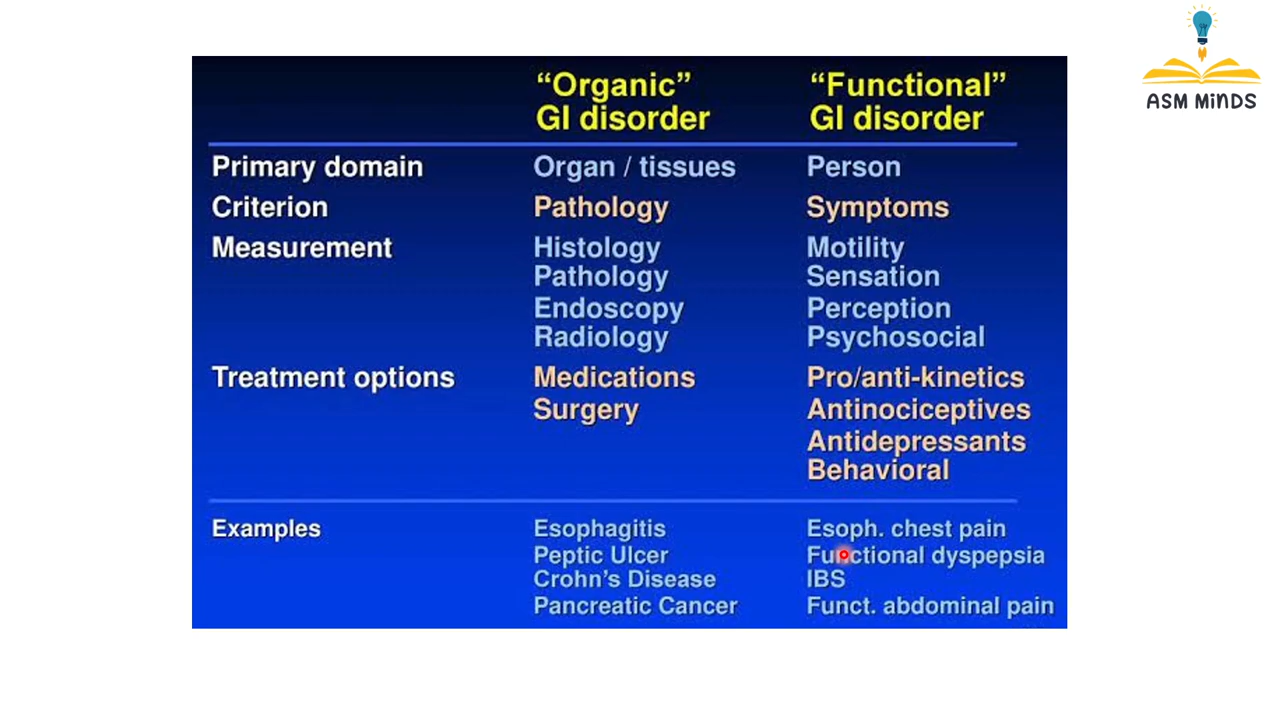 ASM MiNDS
“Organic” “Functional”
GI disorder GI disorder
Primary domain Organ / tissues Person
Criterion Pathology Symptoms
Measurement Histology Motility
Pathology Sensation
Endoscopy Perception
Radiology Psychosocial
Treatment options Medications Pro/anti-kinetics
Surgery Antinociceptives
Antidepressants
Behavioral
Examples Esophagitis Esoph. chest pain
Peptic Ulcer Functional dyspepsia
Crohn’s Disease IBS
Pancreatic Cancer Funct. abdominal pain